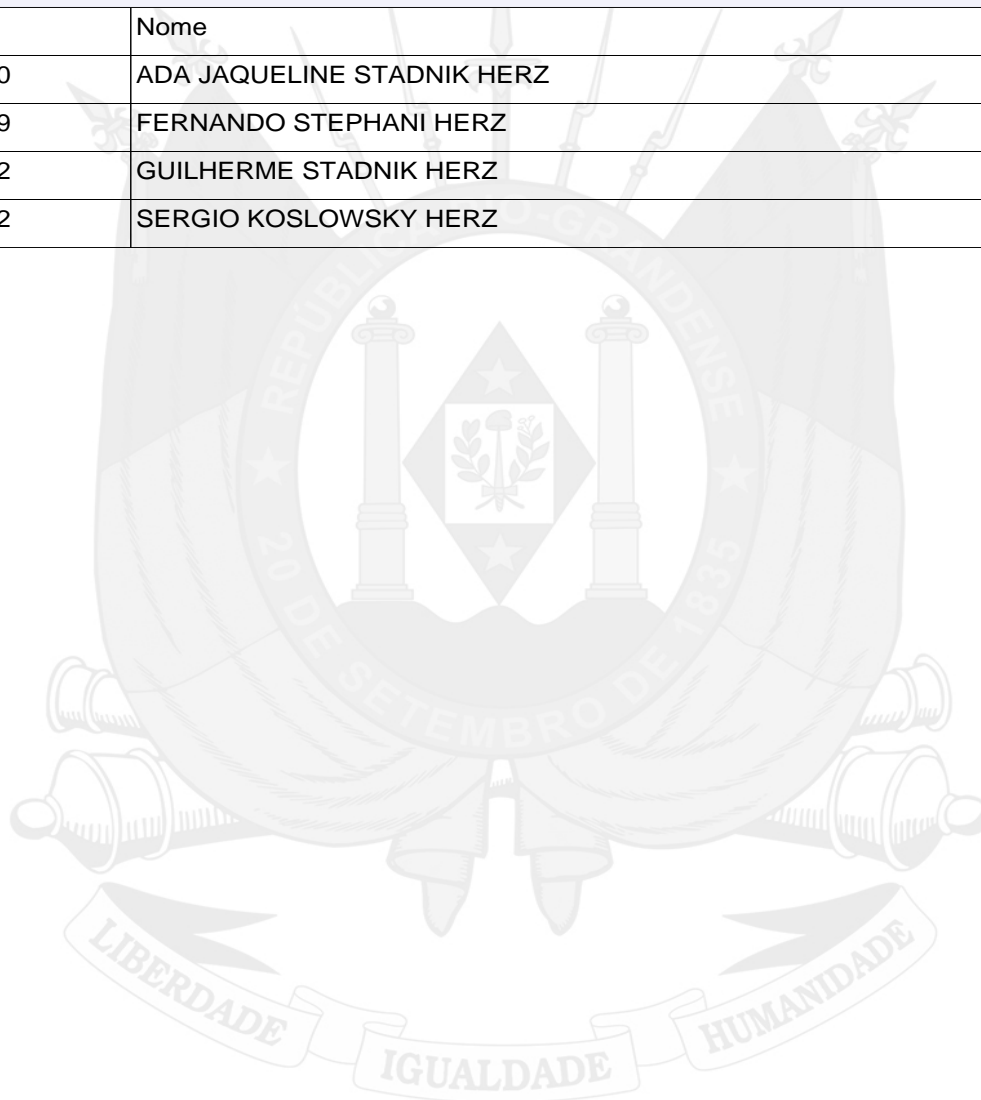 Nome
0 ADA JAQUELINE STADNIK HERZ
9 FERNANDO STEPHANI HERZ
2 GUILHERME STADNIK HERZ
2 SERGIO KOSLOWSKY HERZ
REPÚBLICA RIO-GRANDENSE
20 DE SETEMBRO DE 1835
LIBERDADE IGUALDADE HUMANIDADE